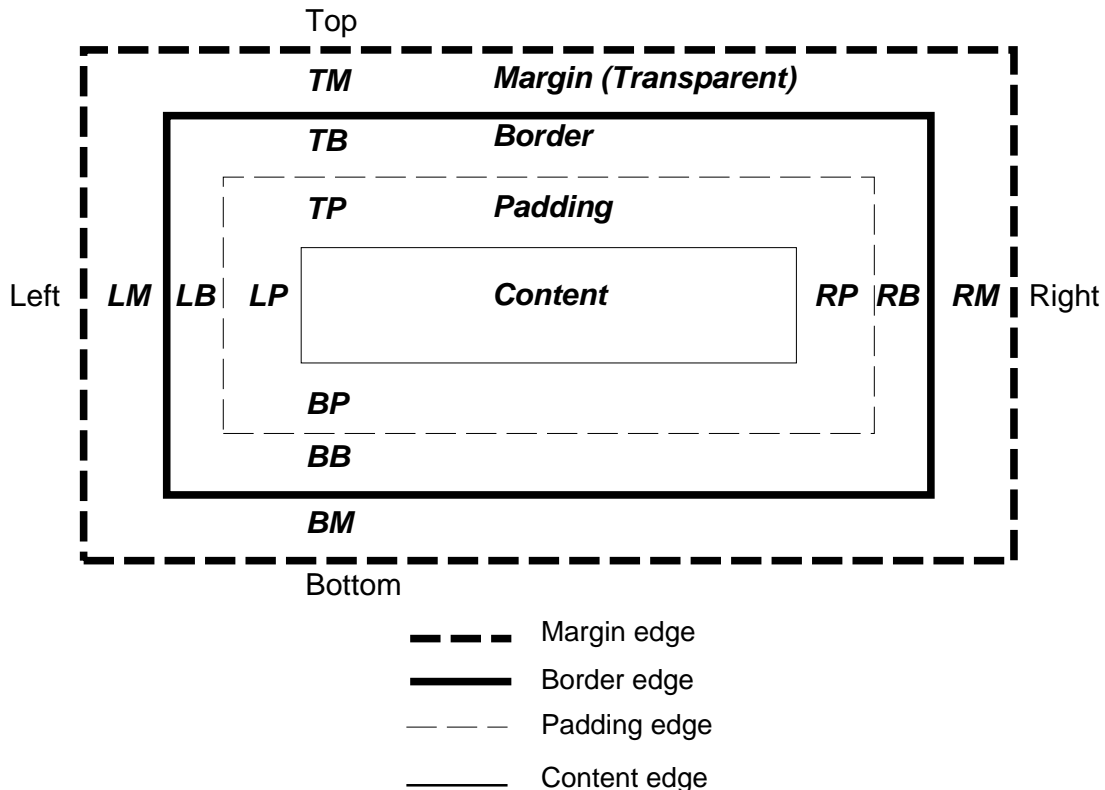 Top
TM Margin (Transparent)
TB Border
TP Padding
Left LM LB LP Content RP RB RM Right
BP
BB
BM
Bottom
Margin edge
Border edge
Padding edge
Content edge